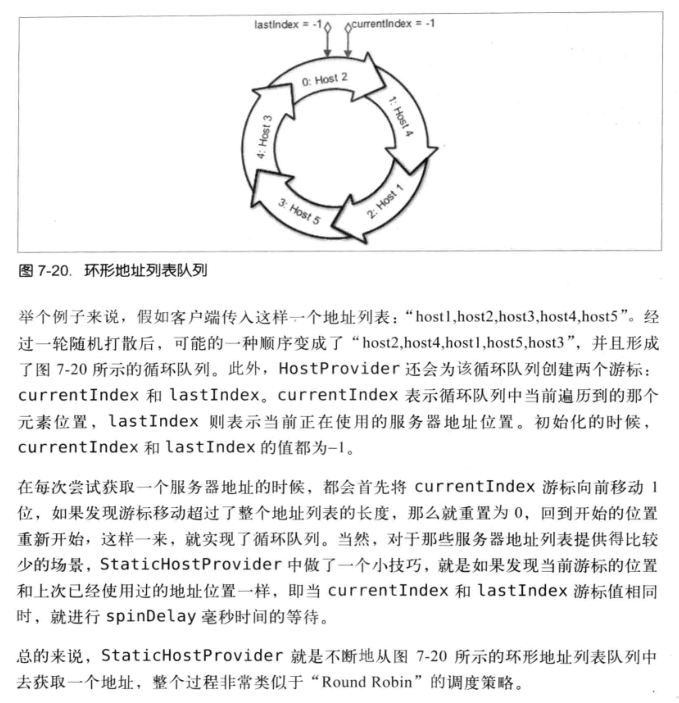 lastIndex = -1
currentIndex = -1
0: Host 2
1: Host 4
2: Host 1
3: Host 5
4: Host 3
图 7-20. 环形地址列表队列
举个例子来说，假如客户端传入这样一个地址列表：“host1,host2,host3,host4,host5”。经
过一轮随机打散后，可能的一种顺序变成了“host2,host4,host1,host5,host3”，并且形成
了图 7-20 所示的循环队列。此外，HostProvider 还会为该循环队列创建两个游标：
currentIndex 和 lastIndex。currentIndex 表示循环队列中当前遍历到的那个
元素位置，lastIndex 则表示当前正在使用的服务器地址位置。初始化的时候，
currentIndex 和 lastIndex 的值都为–1。
在每次尝试获取一个服务器地址的时候，都会首先将 currentIndex 游标向前移动 1
位，如果发现游标移动超过了整个地址列表的长度，那么就重置为 0，回到开始的位置
重新开始，这样一来，就实现了循环队列。当然，对于那些服务器地址列表提供得比较
少的场景，StaticHostProvider 中做了一个小技巧，就是如果发现当前游标的位置
和上次已经使用过的地址位置一样，即当 currentIndex 和 lastIndex 游标值相同
时，就进行 spinDelay 毫秒时间的等待。
总的来说，StaticHostProvider 就是不断地从图 7-20 所示的环形地址列表队列中
去获取一个地址，整个过程非常类似于“Round Robin”的调度策略。